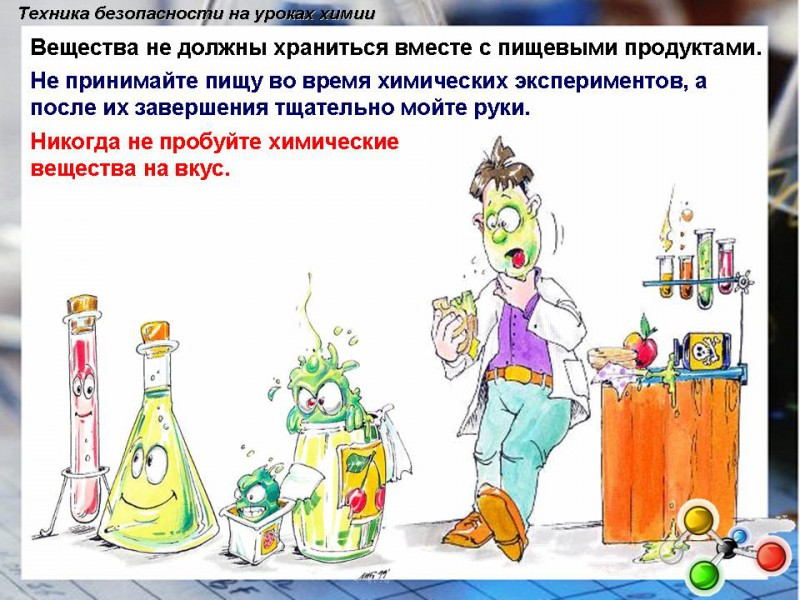 Техника безопасности на уроках химии
Вещества не должны храниться вместе с пищевыми продуктами.
Не принимайте пищу во время химических экспериментов, а
после их завершения тщательно мойте руки.
Никогда не пробуйте химические
вещества на вкус.